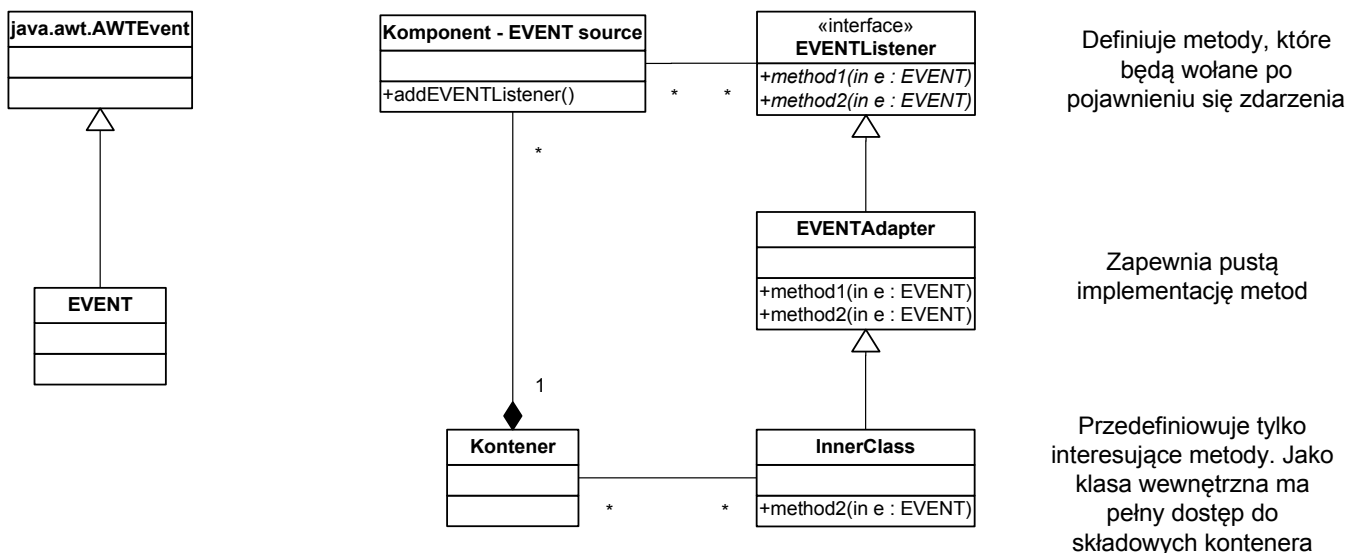 java.awt.AWTEvent
EVENT
Komponent - EVENT source
+addEVENTListener()
*
*
*
1
Kontener
*
*
«interface»
EVENTListener
+method1(in e : EVENT)
+method2(in e : EVENT)
EVENTAdapter
+method1(in e : EVENT)
+method2(in e : EVENT)
InnerClass
+method2(in e : EVENT)
Definiuje metody, które
będą wołane po
pojawnieniu się zdarzenia
Zapewnia pustą
implementację metod
Przedefiniowuje tylko
interesujące metody. Jako
klasa wewnętrzna ma
pełny dostęp do
składowych kontenera